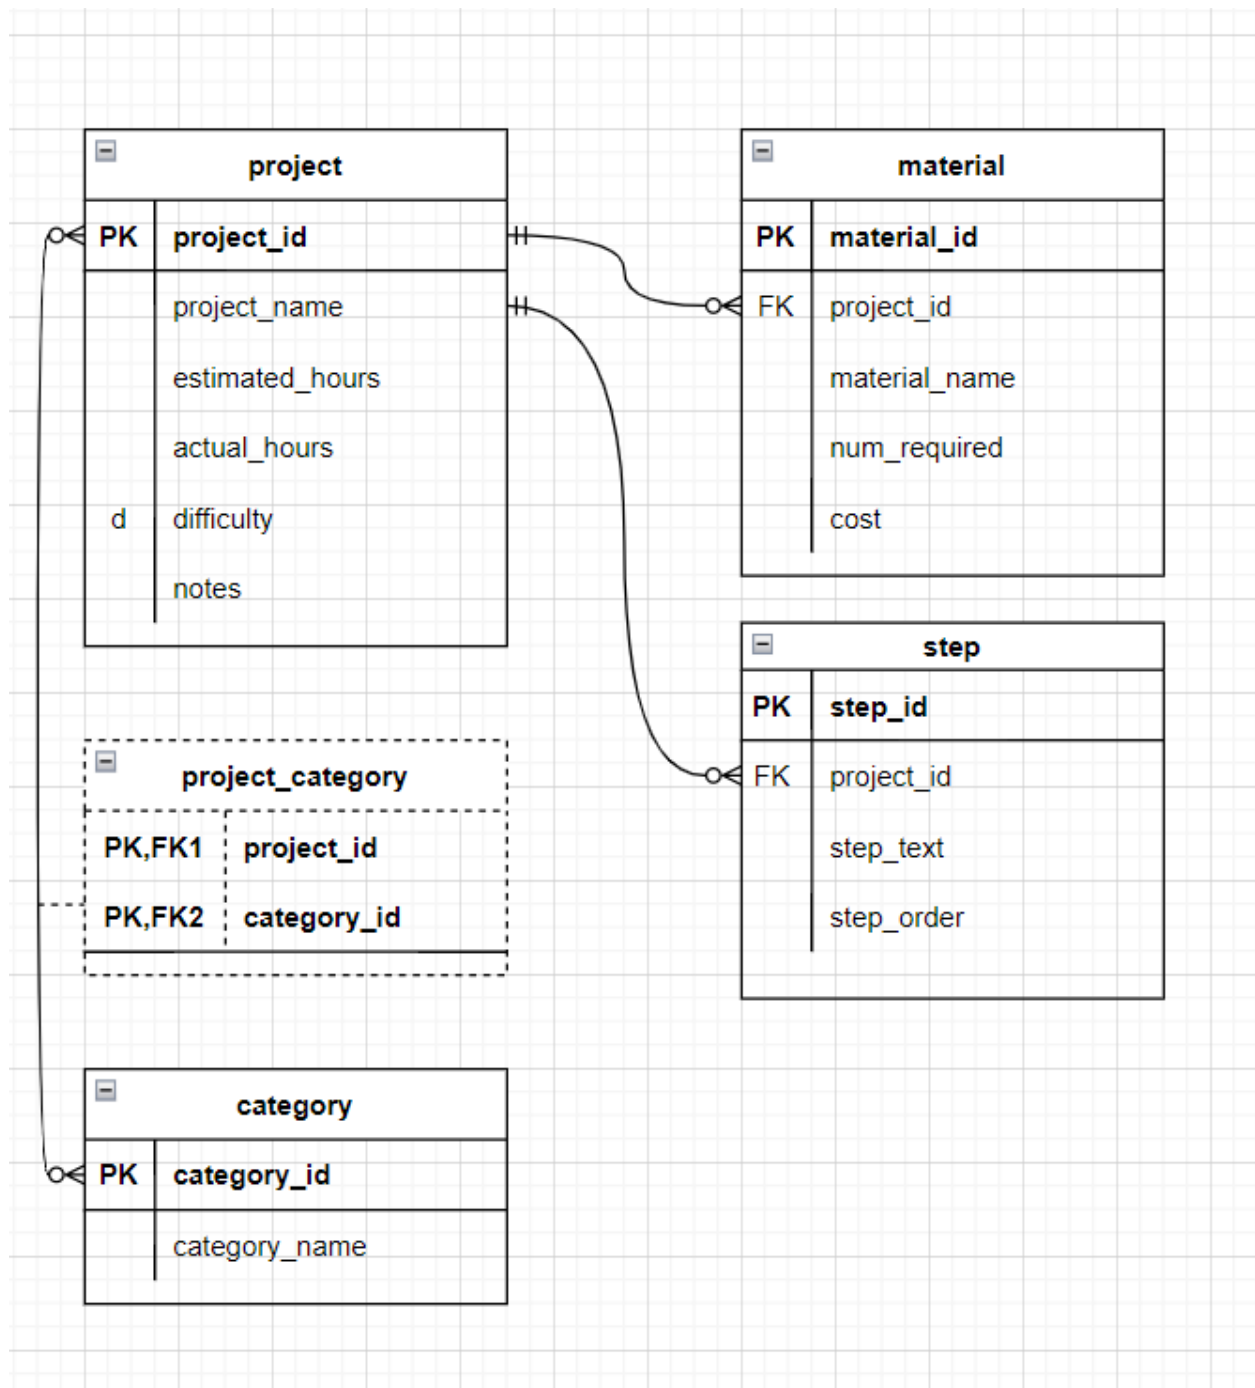 project
PK project_id
project_name
estimated_hours
actual_hours
d difficulty
notes
material
PK material_id
FK project_id
material_name
num_required
cost
step
PK step_id
FK project_id
step_text
step_order
project_category
PK,FK1 project_id
PK,FK2 category_id
category
PK category_id
category_name